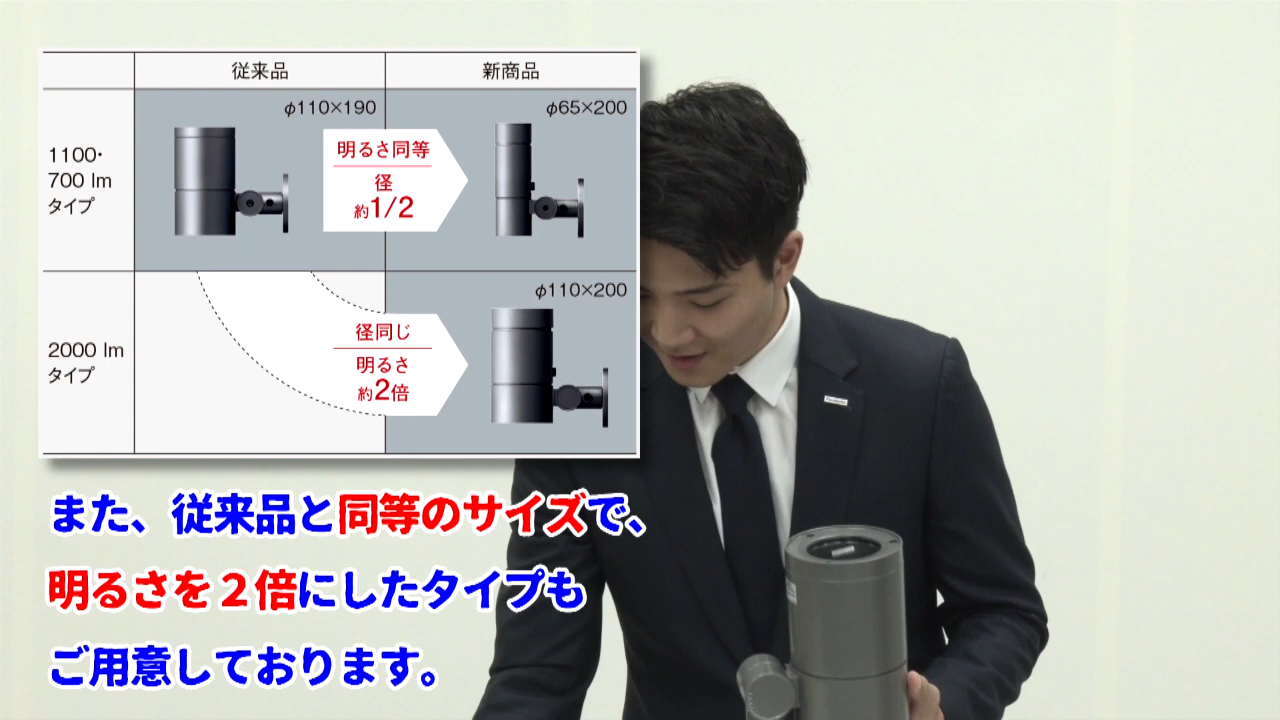 従来品
新商品
1100・
700 lm
タイプ
φ110×190
明るさ同等
径
約1/2
φ65×200
2000 lm
タイプ
径同じ
明るさ
約2倍
φ110×200
また、従来品と同等のサイズで、
明るさを２倍にしたタイプも
ご用意しております。